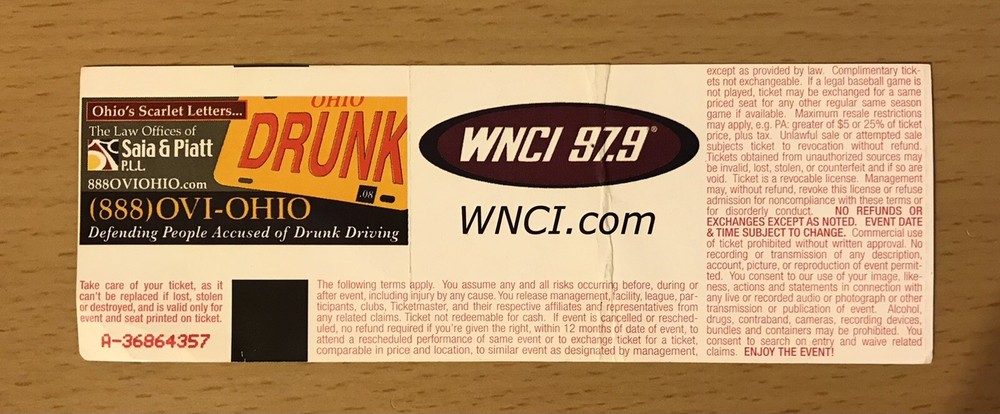 Ohio's Scarlet Letters...
The Law Offices of
Saia & Piatt
P.L.L.
888OVIOHIO.com
(888)OVI-OHIO
Defending People Accused of Drunk Driving
OHIO
DRUNK
.08
WNCI 97.9®
WNCI.com
Take care of your ticket, as it
can't be replaced if lost, stolen
or destroyed, and is valid only for
event and seat printed on ticket.
A-36864357
The following terms apply. You assume any and all risks occurring before, during or
after event, including injury by any cause. You release management, facility, league, par-
ticipants, clubs, Ticketmaster, and their respective affiliates and representatives from
any related claims. Ticket not redeemable for cash. If event is cancelled or resched-
uled, no refund required if you're given the right, within 12 months of date of event, to
attend a rescheduled performance of same event or to exchange ticket for a ticket,
comparable in price and location, to similar event as designated by management,
except as provided by law. Complimentary tick-
ets not exchangeable. If a legal baseball game is
not played, ticket may be exchanged for a same
priced seat for any other regular same season
game if available. Maximum resale restrictions
may apply, e.g. PA: greater of $5 or 25% of ticket
price, plus tax. Unlawful sale or attempted sale
subjects ticket to revocation without refund.
Tickets obtained from unauthorized sources may
be invalid, lost, stolen, or counterfeit and if so are
void. Ticket is a revocable license. Management
may, without refund, revoke this license or refuse
admission for noncompliance with these terms or
for disorderly conduct. NO REFUNDS OR
EXCHANGES EXCEPT AS NOTED. EVENT DATE
& TIME SUBJECT TO CHANGE. Commercial use
of ticket prohibited without written approval. No
recording or transmission of any description,
account, picture, or reproduction of event permit-
ted. You consent to our use of your image, like-
ness, actions and statements in connection with
any live or recorded audio or photograph or other
transmission or publication of event. Alcohol,
drugs, contraband, cameras, recording devices,
bundles and contaners may be prohibited. You
consent to search on entry and waive related
claims. ENJOY THE EVENT!